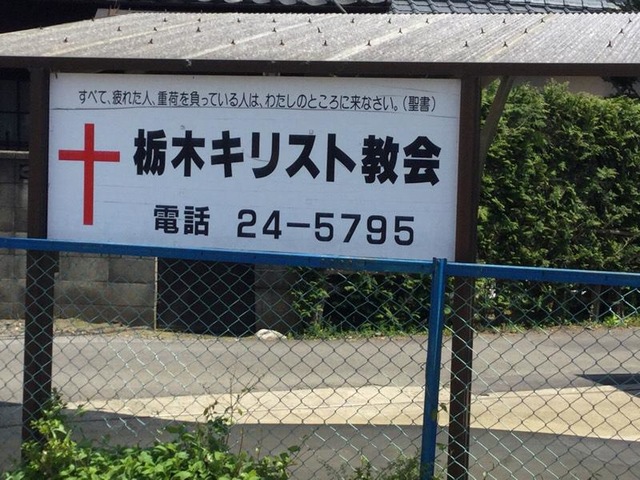 すべて、疲れた人、重荷を負っている人は、わたしのところに来なさい。(聖書)
栃木キリスト教会
電話 24-5795